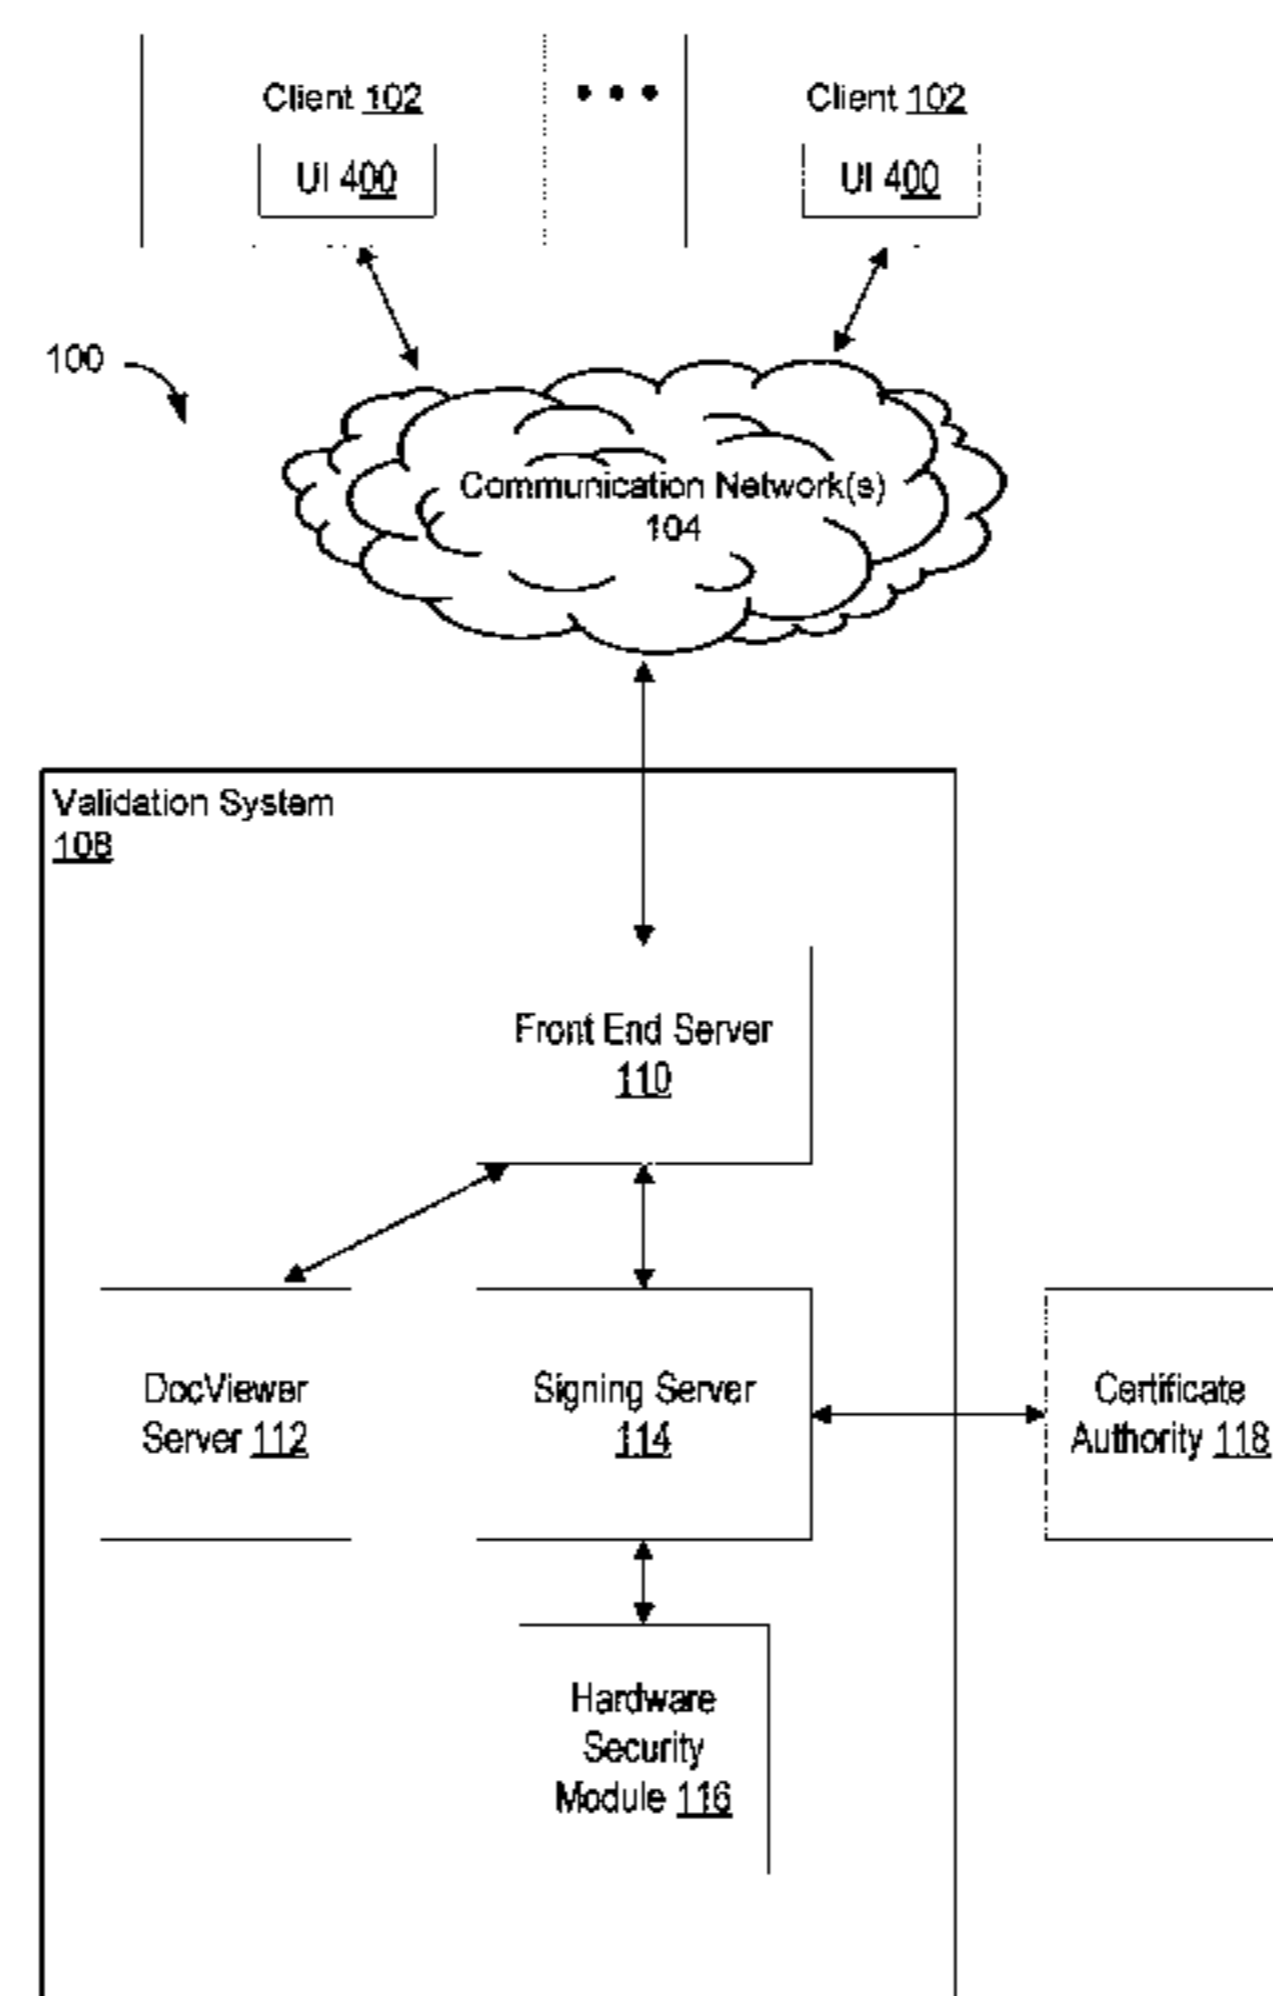 Client 102
Client 102
UI 400
UI 400
100
Communication Network(s)
104
Validation System
108
Front End Server
110
DocViewer
Server 112
Signing Server
114
Certificate
Authority 118
Hardware
Security
Module 116